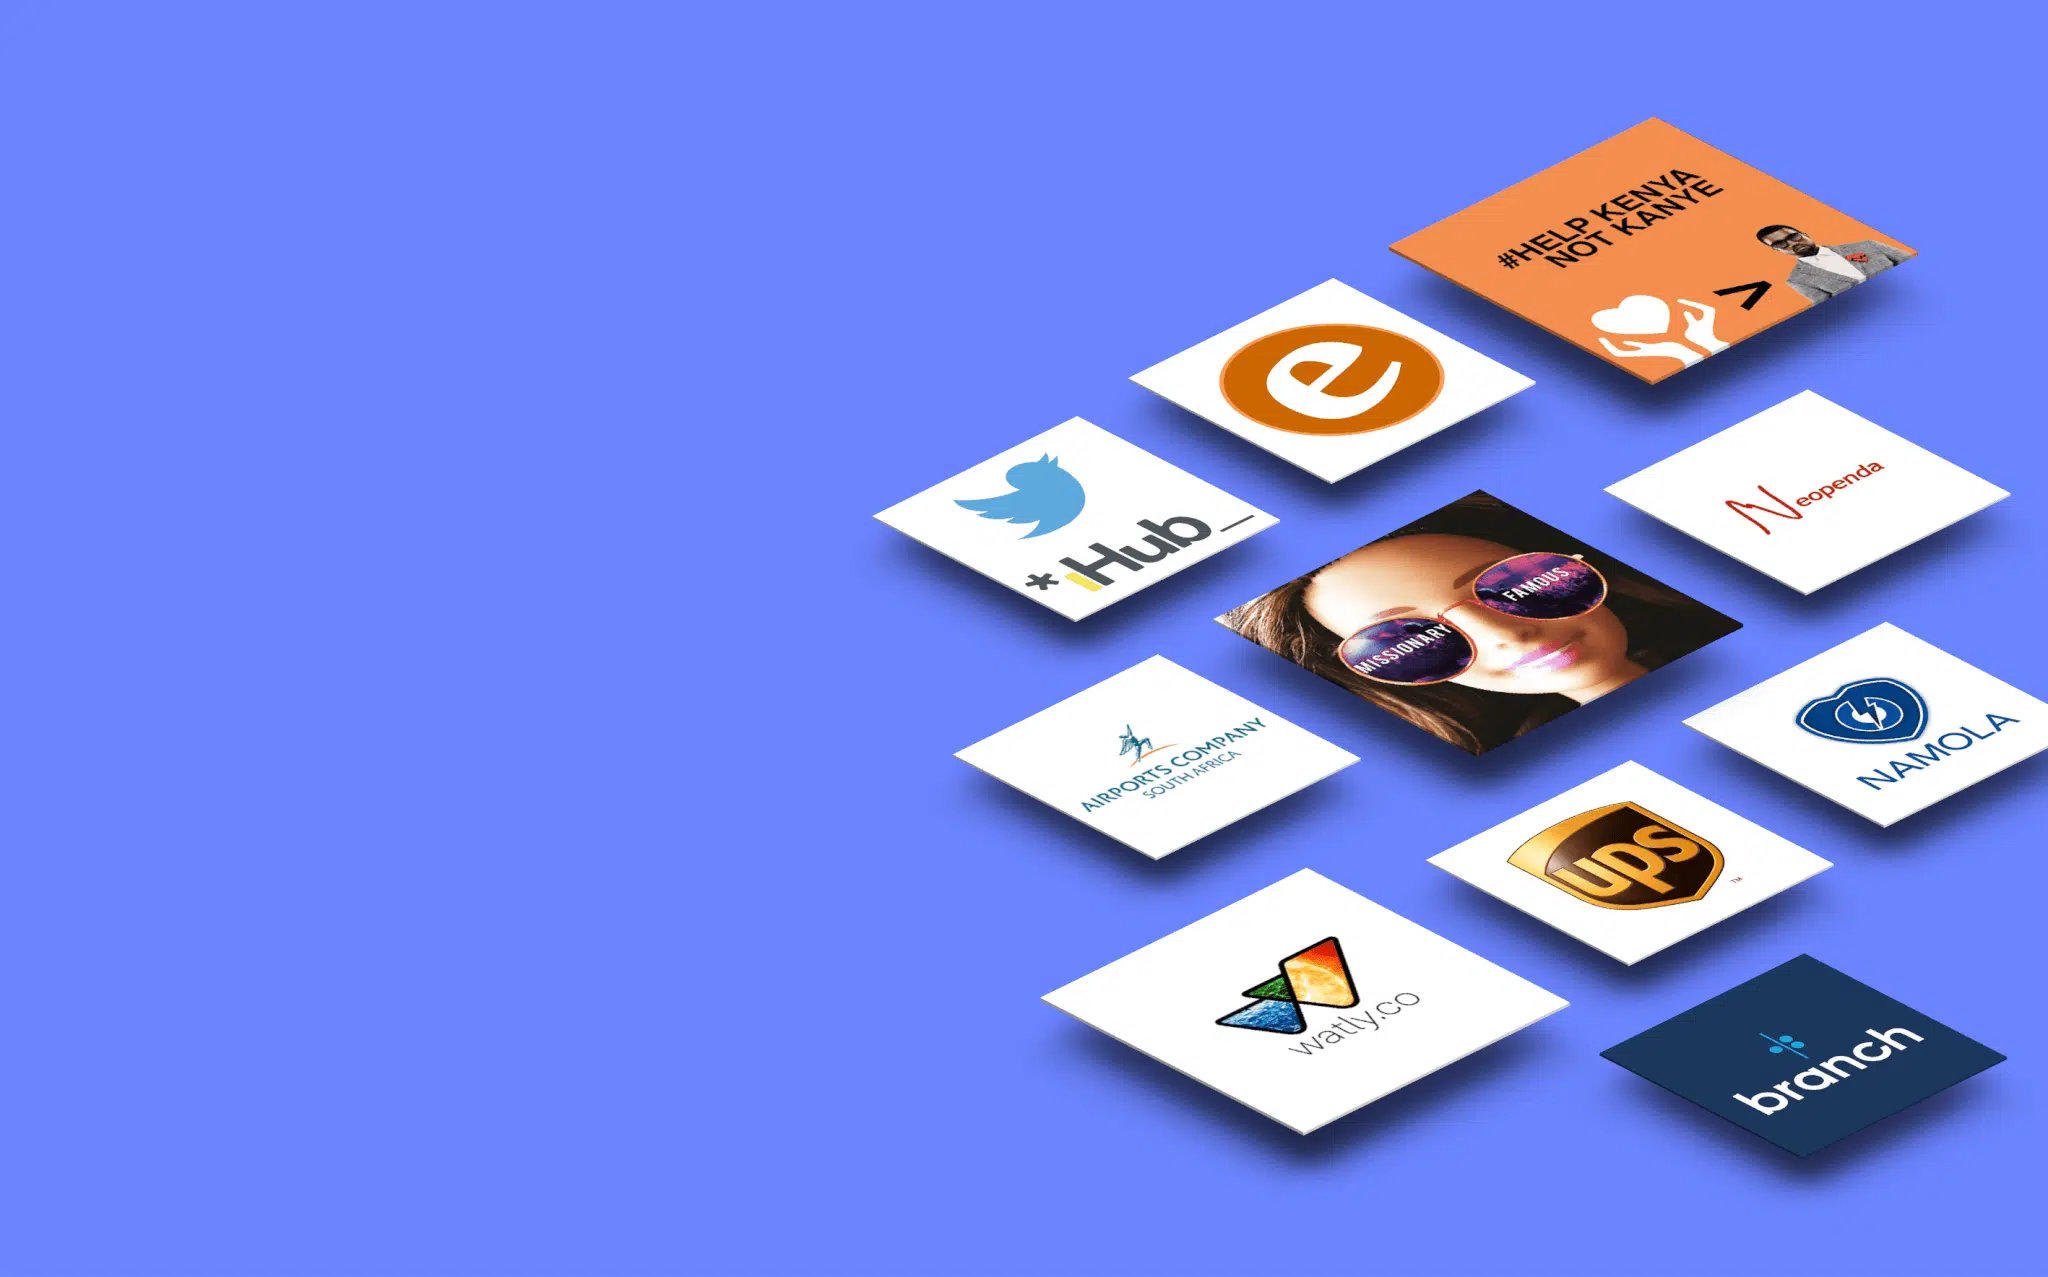 #HELP KENYA
NOT KANYE
>
e
*iHub_
Neopenda
MISSIONARY
FAMOUS
AIRPORTS COMPANY
SOUTH AFRICA
NAMOLA
ups
TM
watly.co
branch